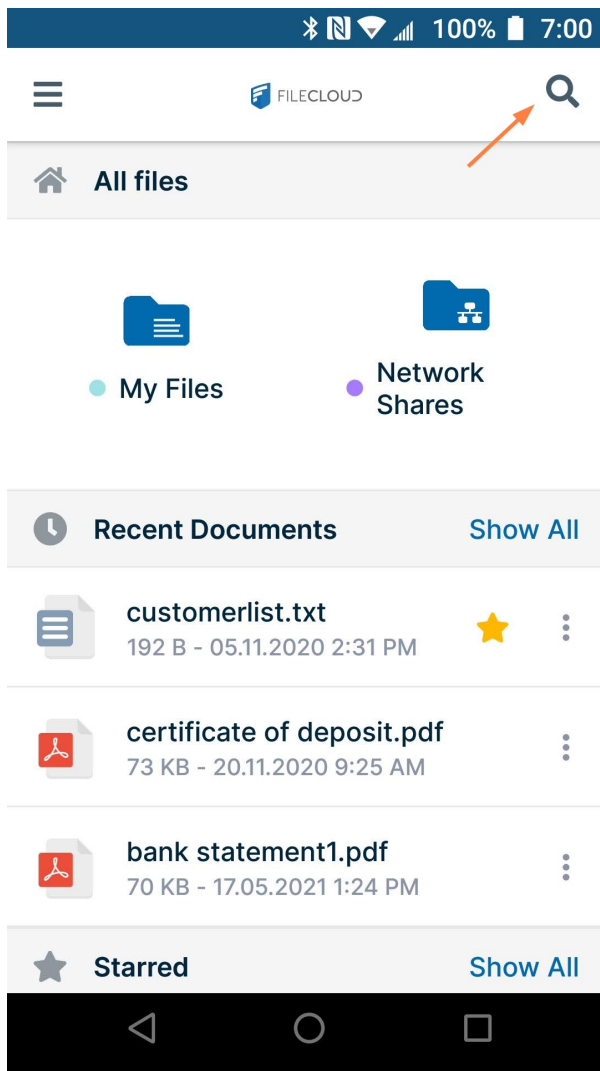 100% 7:00
FILECLOUD
All files
My Files
Network
Shares
Recent Documents Show All
customerlist.txt
192 B - 05.11.2020 2:31 PM
certificate of deposit.pdf
73 KB - 20.11.2020 9:25 AM
bank statement1.pdf
70 KB - 17.05.2021 1:24 PM
Starred Show All